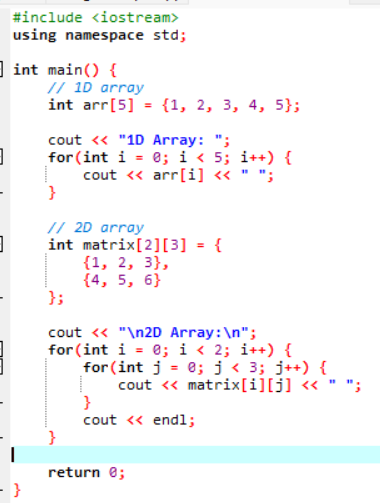 #include <iostream>
using namespace std;

int main() {
    // 1D array
    int arr[5] = {1, 2, 3, 4, 5};

    cout << "1D Array: ";
    for(int i = 0; i < 5; i++) {
        cout << arr[i] << " ";
    }

    // 2D array
    int matrix[2][3] = {
        {1, 2, 3},
        {4, 5, 6}
    };

    cout << "\n2D Array:\n";
    for(int i = 0; i < 2; i++) {
        for(int j = 0; j < 3; j++) {
            cout << matrix[i][j] << " ";
        }
        cout << endl;
    }

    return 0;
}